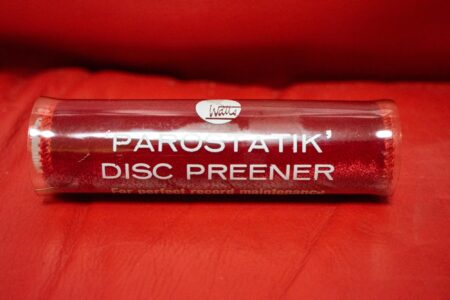 Watts
'PAROSTATIK'
DISC PREENER
For perfect record maintenance